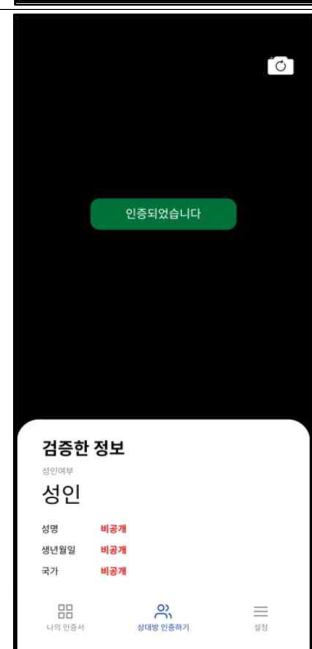 인증되었습니다
검증한 정보
성인여부
성인
성명 비공개
생년월일 비공개
국가 비공개
나의 인증서 상대방 인증하기 설정